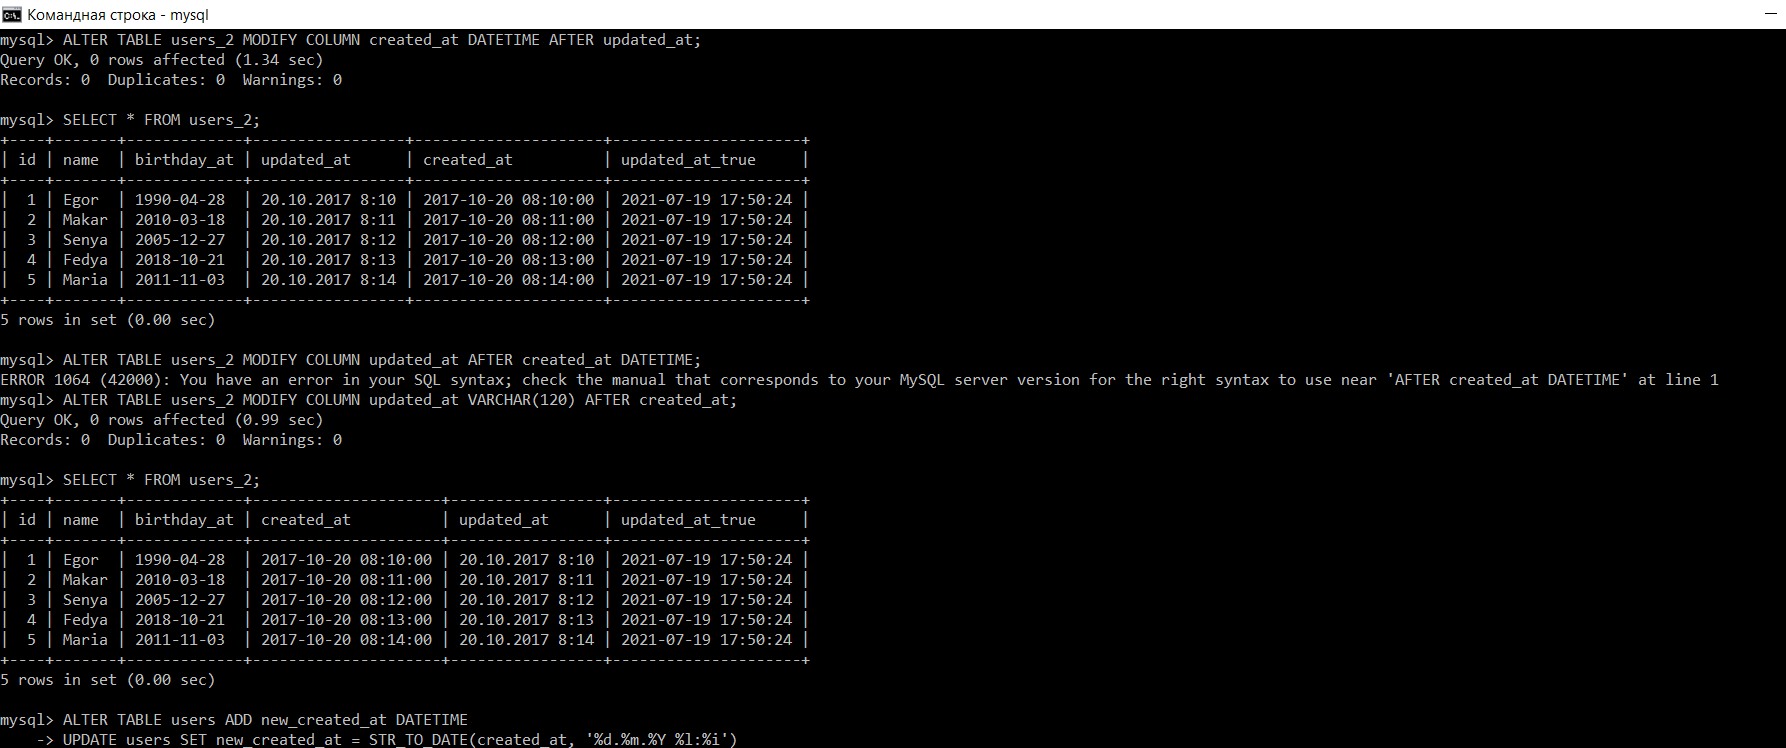 Командная строка - mysql
mysql> ALTER TABLE users_2 MODIFY COLUMN created_at DATETIME AFTER updated_at;
Query OK, 0 rows affected (1.34 sec)
Records: 0  Duplicates: 0  Warnings: 0
mysql> SELECT * FROM users_2;
+----+-------+-------------+-----------------+---------------------+---------------------+
| id | name  | birthday_at | updated_at      | created_at          | updated_at_true     |
+----+-------+-------------+-----------------+---------------------+---------------------+
|  1 | Egor  | 1990-04-28  | 20.10.2017 8:10 | 2017-10-20 08:10:00 | 2021-07-19 17:50:24 |
|  2 | Makar | 2010-03-18  | 20.10.2017 8:11 | 2017-10-20 08:11:00 | 2021-07-19 17:50:24 |
|  3 | Senya | 2005-12-27  | 20.10.2017 8:12 | 2017-10-20 08:12:00 | 2021-07-19 17:50:24 |
|  4 | Fedya | 2018-10-21  | 20.10.2017 8:13 | 2017-10-20 08:13:00 | 2021-07-19 17:50:24 |
|  5 | Maria | 2011-11-03  | 20.10.2017 8:14 | 2017-10-20 08:14:00 | 2021-07-19 17:50:24 |
+----+-------+-------------+-----------------+---------------------+---------------------+
5 rows in set (0.00 sec)
mysql> ALTER TABLE users_2 MODIFY COLUMN updated_at AFTER created_at DATETIME;
ERROR 1064 (42000): You have an error in your SQL syntax; check the manual that corresponds to your MySQL server version for the right syntax to use near 'AFTER created_at DATETIME' at line 1
mysql> ALTER TABLE users_2 MODIFY COLUMN updated_at VARCHAR(120) AFTER created_at;
Query OK, 0 rows affected (0.99 sec)
Records: 0  Duplicates: 0  Warnings: 0
mysql> SELECT * FROM users_2;
+----+-------+-------------+---------------------+-----------------+---------------------+
| id | name  | birthday_at | created_at          | updated_at      | updated_at_true     |
+----+-------+-------------+---------------------+-----------------+---------------------+
|  1 | Egor  | 1990-04-28  | 2017-10-20 08:10:00 | 20.10.2017 8:10 | 2021-07-19 17:50:24 |
|  2 | Makar | 2010-03-18  | 2017-10-20 08:11:00 | 20.10.2017 8:11 | 2021-07-19 17:50:24 |
|  3 | Senya | 2005-12-27  | 2017-10-20 08:12:00 | 20.10.2017 8:12 | 2021-07-19 17:50:24 |
|  4 | Fedya | 2018-10-21  | 2017-10-20 08:13:00 | 20.10.2017 8:13 | 2021-07-19 17:50:24 |
|  5 | Maria | 2011-11-03  | 2017-10-20 08:14:00 | 20.10.2017 8:14 | 2021-07-19 17:50:24 |
+----+-------+-------------+---------------------+-----------------+---------------------+
5 rows in set (0.00 sec)
mysql> ALTER TABLE users ADD new_created_at DATETIME
    -> UPDATE users SET new_created_at = STR_TO_DATE(created_at, '%d.%m.%Y %l:%i')